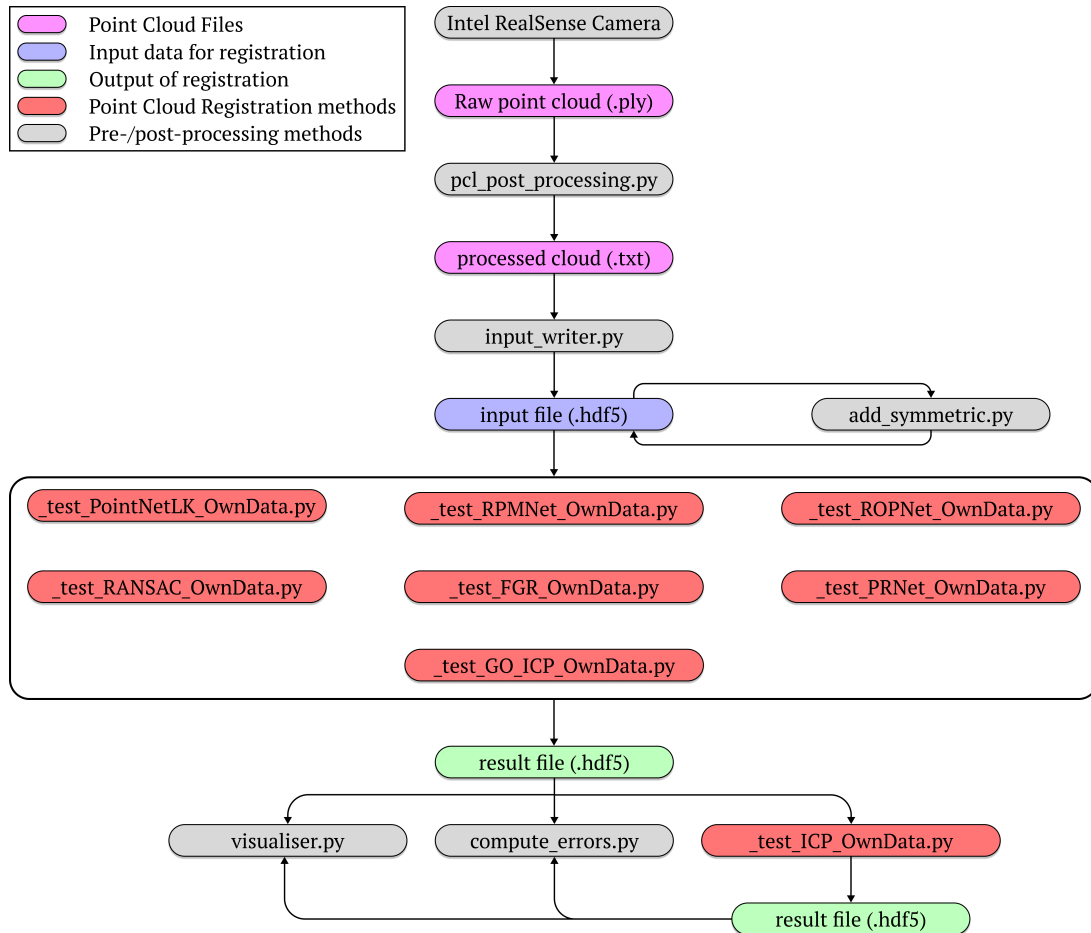 Point Cloud Files
Input data for registration
Output of registration
Point Cloud Registration methods
Pre-/post-processing methods
Intel RealSense Camera
Raw point cloud (.ply)
pcl_post_processing.py
processed cloud (.txt)
input_writer.py
input file (.hdf5)
add_symmetric.py
_test_PointNetLK_OwnData.py
_test_RPMNet_OwnData.py
_test_ROPNet_OwnData.py
_test_RANSAC_OwnData.py
_test_FGR_OwnData.py
_test_PRNet_OwnData.py
_test_GO_ICP_OwnData.py
result file (.hdf5)
visualiser.py
compute_errors.py
_test_ICP_OwnData.py
result file (.hdf5)